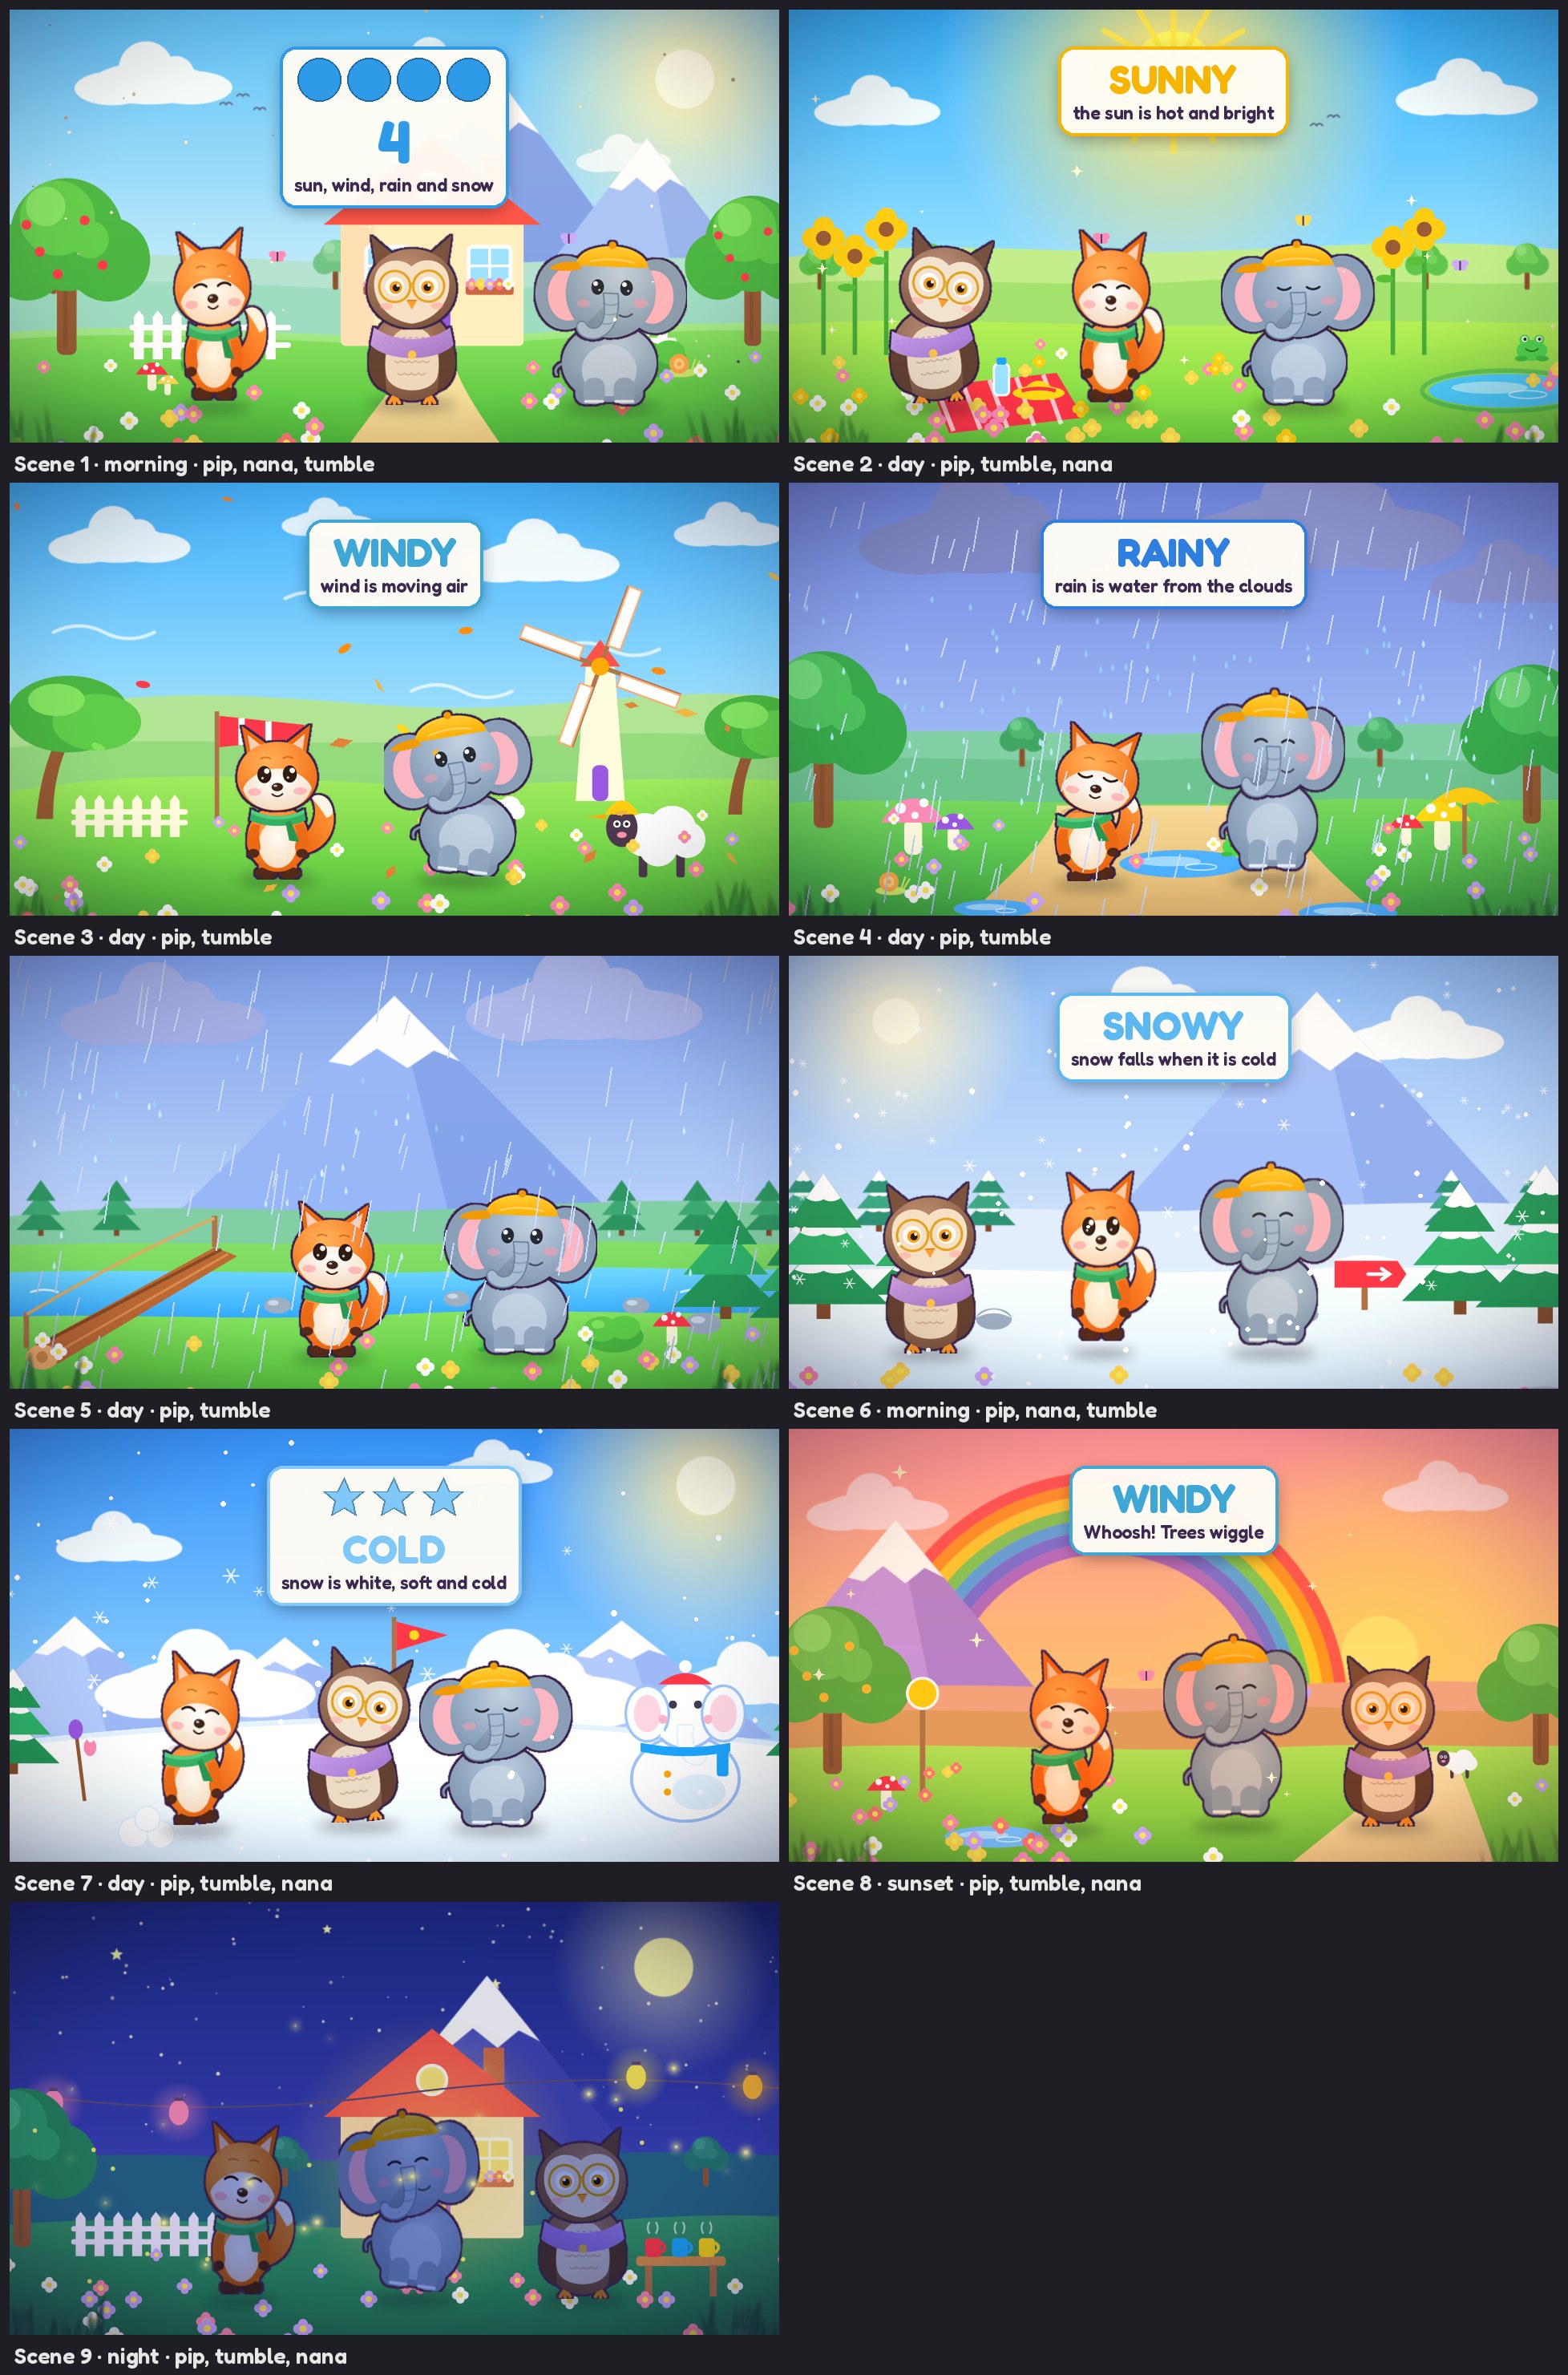 4
sun, wind, rain and snow
SUNNY
the sun is hot and bright
Scene 1 · morning · pip, nana, tumble
Scene 2 · day · pip, tumble, nana
WINDY
wind is moving air
RAINY
rain is water from the clouds
Scene 3 · day · pip, tumble
Scene 4 · day · pip, tumble
SNOWY
snow falls when it is cold
Scene 5 · day · pip, tumble
Scene 6 · morning · pip, nana, tumble
COLD
snow is white, soft and cold
WINDY
Whoosh! Trees wiggle
Scene 7 · day · pip, tumble, nana
Scene 8 · sunset · pip, tumble, nana
Scene 9 · night · pip, tumble, nana